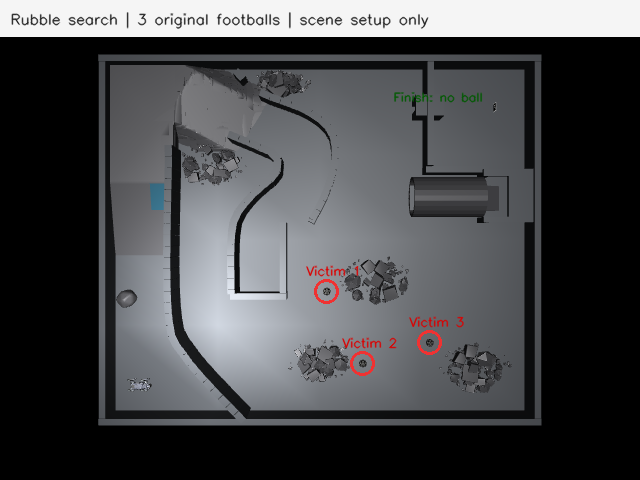 Rubble search | 3 original footballs | scene setup only
Finish: no ball
Victim 1
Victim 3
Victim 2